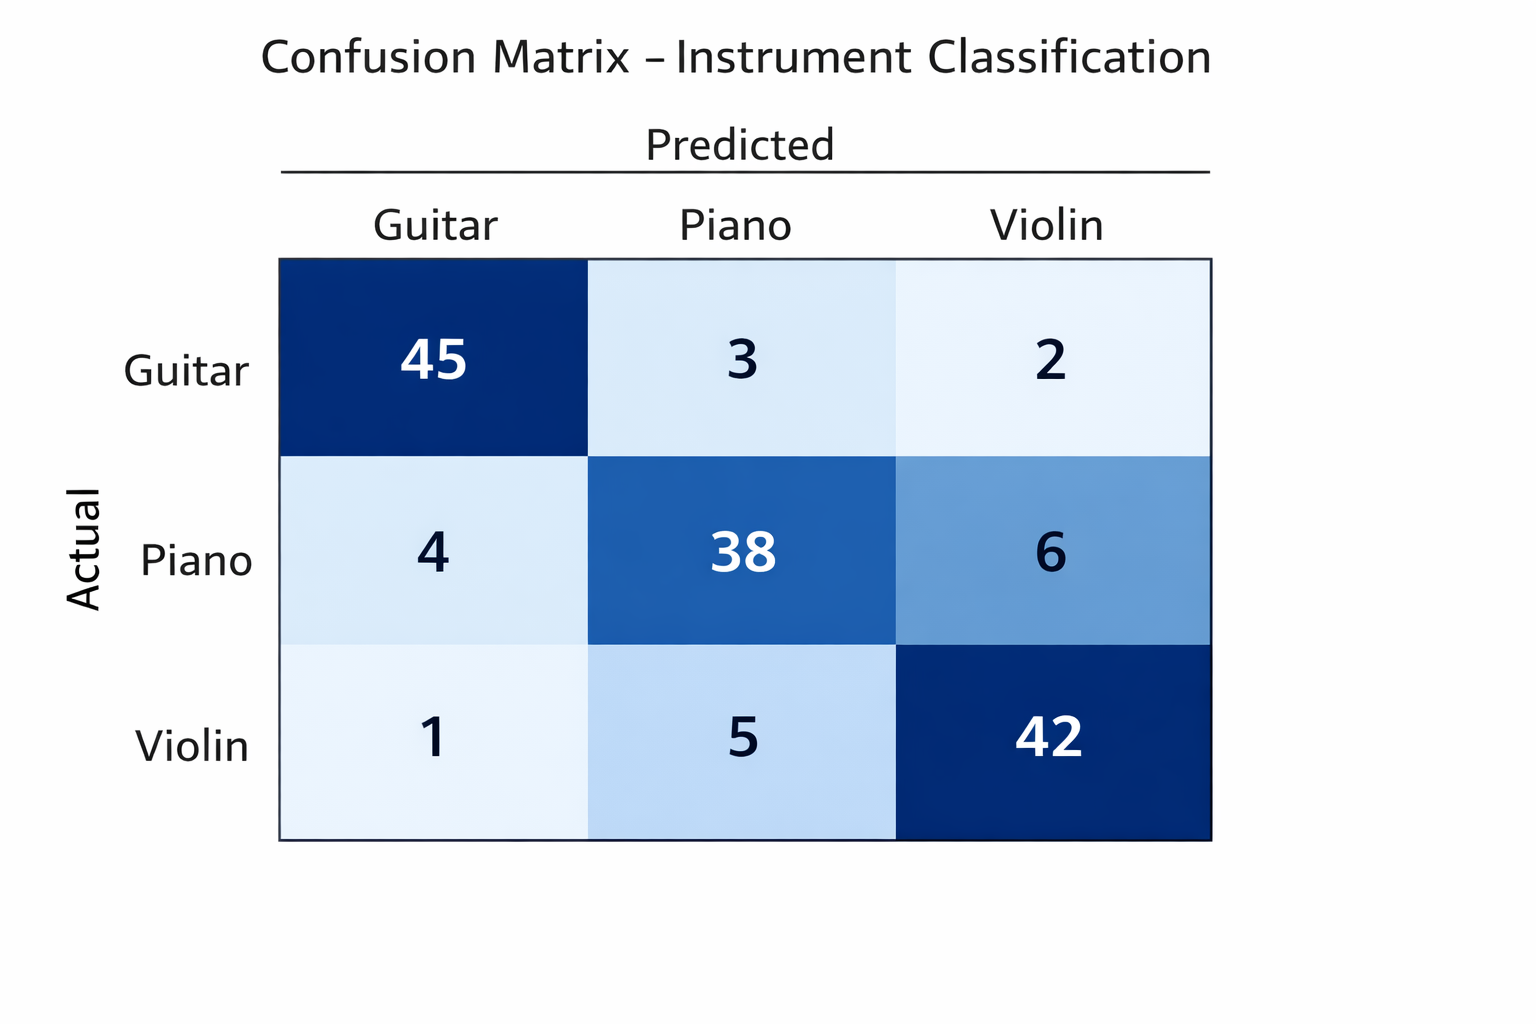 Confusion Matrix – Instrument Classification
Predicted
Guitar Piano Violin
Guitar 45 3 2
Actual
Piano 4 38 6
Violin 1 5 42